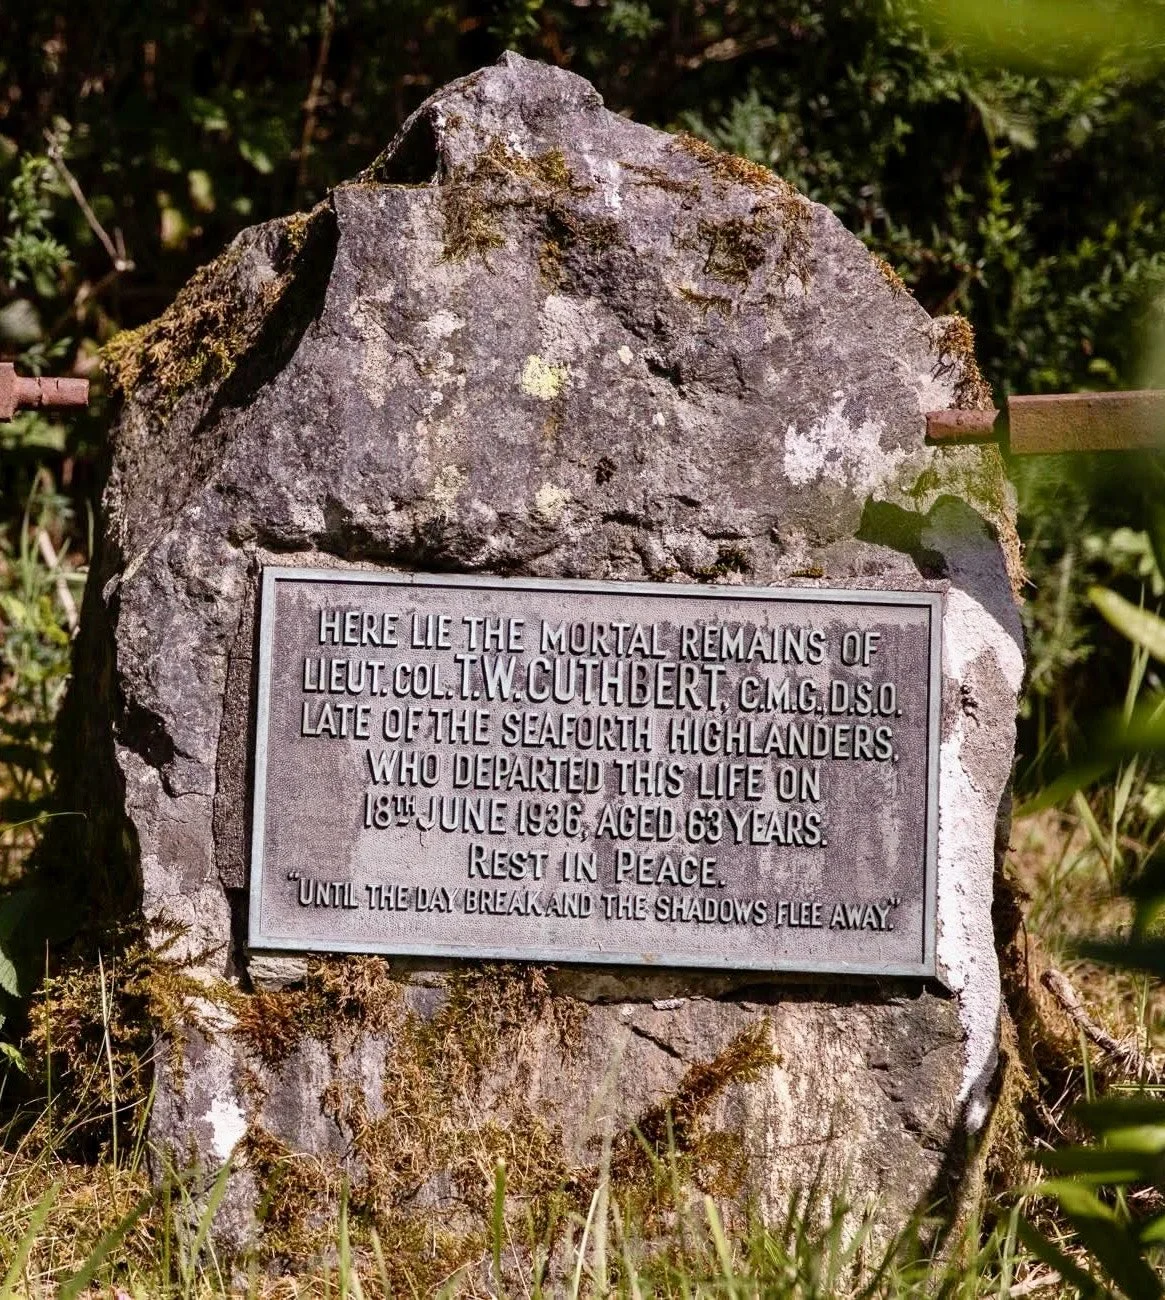 HERE LIE THE MORTAL REMAINS OF
LIEUT. COL. T.W. CUTHBERT, C.M.G. D.S.O.
LATE OF THE SEAFORTH HIGHLANDERS,
WHO DEPARTED THIS LIFE ON
18TH JUNE 1936, AGED 63 YEARS.
REST IN PEACE.
"UNTIL THE DAY BREAK AND THE SHADOWS FLEE AWAY."